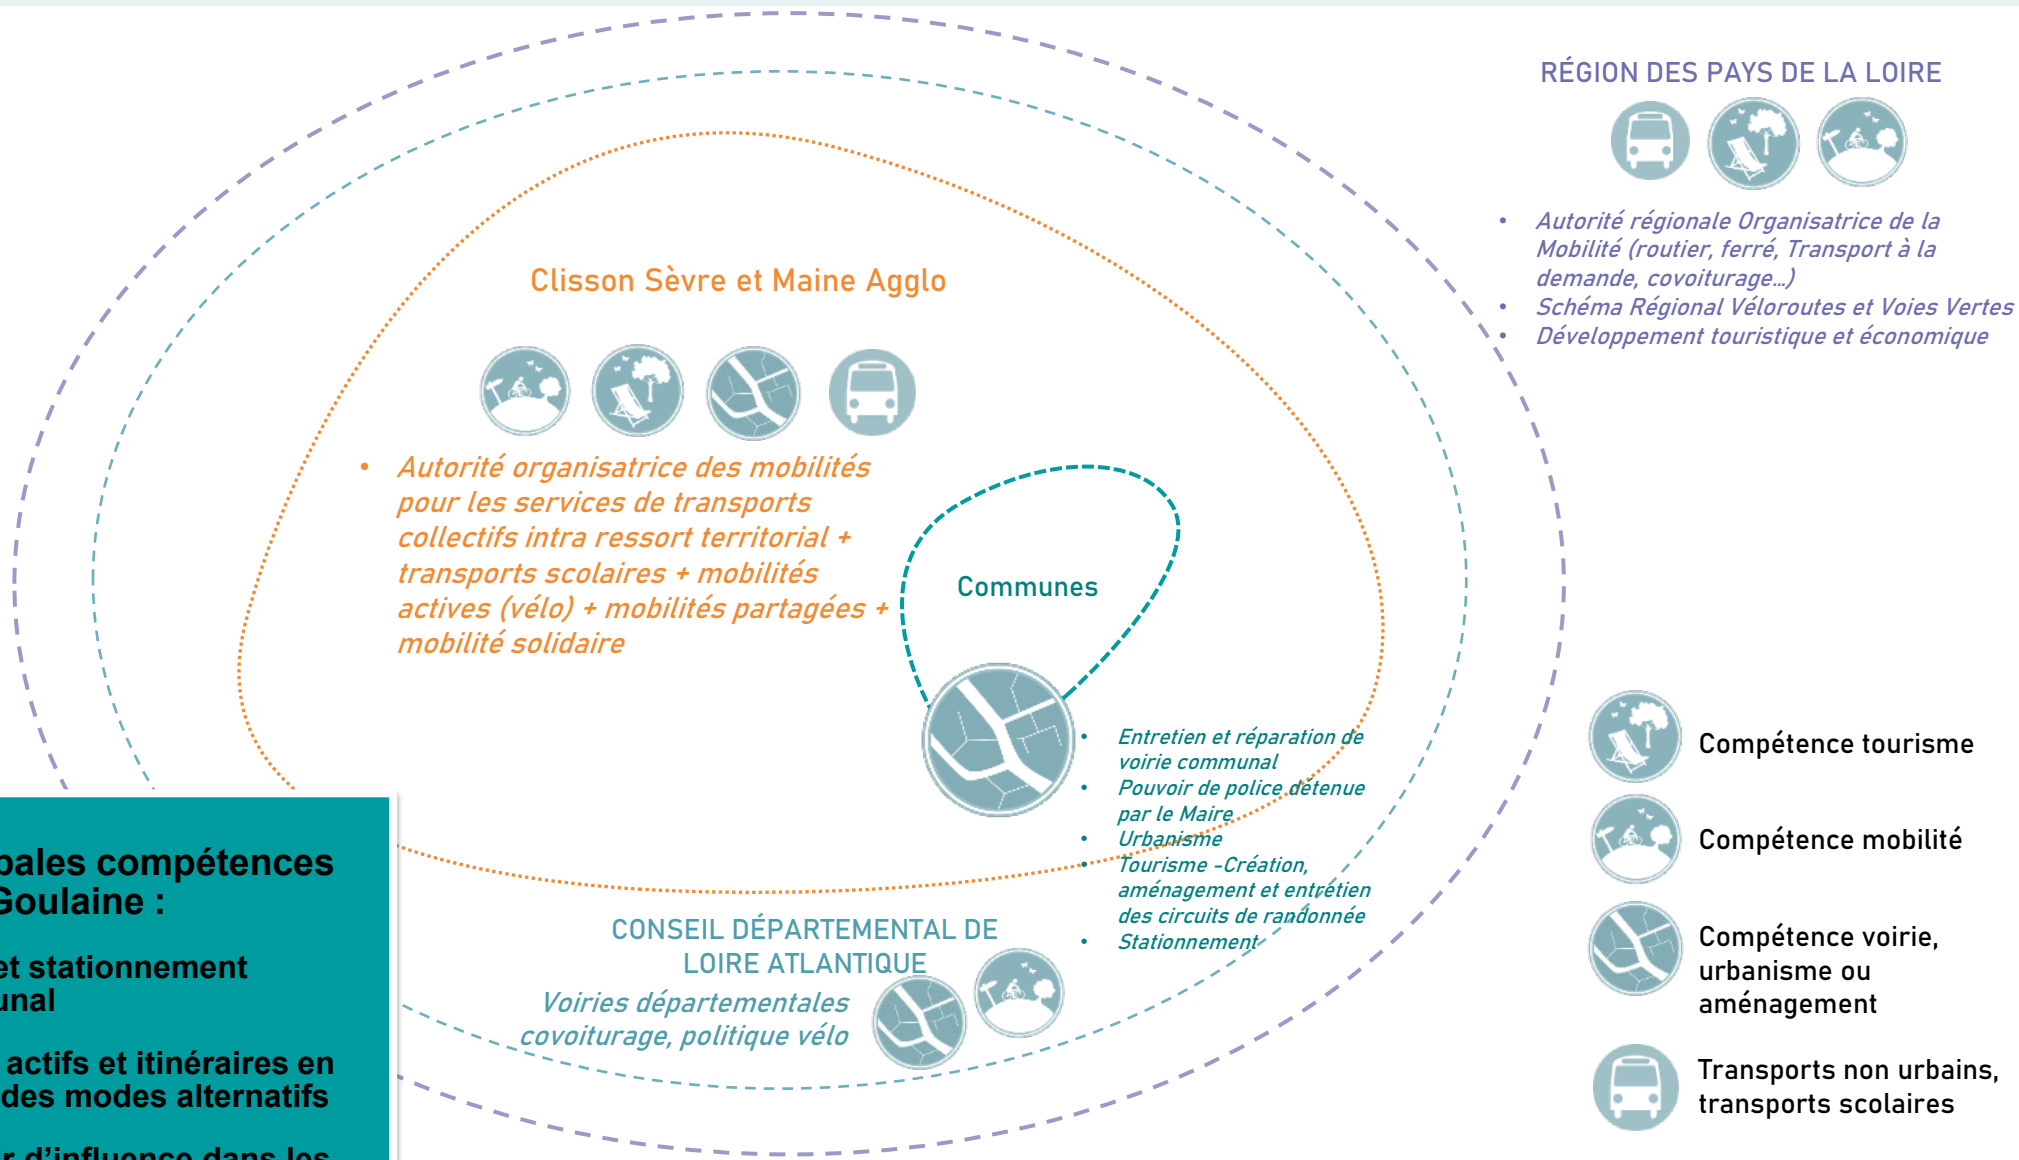 RÉGION DES PAYS DE LA LOIRE
• Autorité régionale Organisatrice de la
Mobilité (routier, ferré, Transport à la
demande, covoiturage…)
• Schéma Régional Véloroutes et Voies Vertes
• Développement touristique et économique
Clisson Sèvre et Maine Agglo
• Autorité organisatrice des mobilités
pour les services de transports
collectifs intra ressort territorial +
transports scolaires + mobilités
actives (vélo) + mobilités partagées +
mobilité solidaire
Communes
• Entretien et réparation de
voirie communal
• Pouvoir de police détenue
par le Maire
• Urbanisme
• Tourisme -Création,
aménagement et entretien
des circuits de randonnée
• Stationnement
CONSEIL DÉPARTEMENTAL DE
LOIRE ATLANTIQUE
Voiries départementales
covoiturage, politique vélo
compétences
Goulaine :
et stationnement
actifs et itinéraires en
des modes alternatifs
d’influence dans les
Compétence tourisme
Compétence mobilité
Compétence voirie,
urbanisme ou
aménagement
Transports non urbains,
transports scolaires